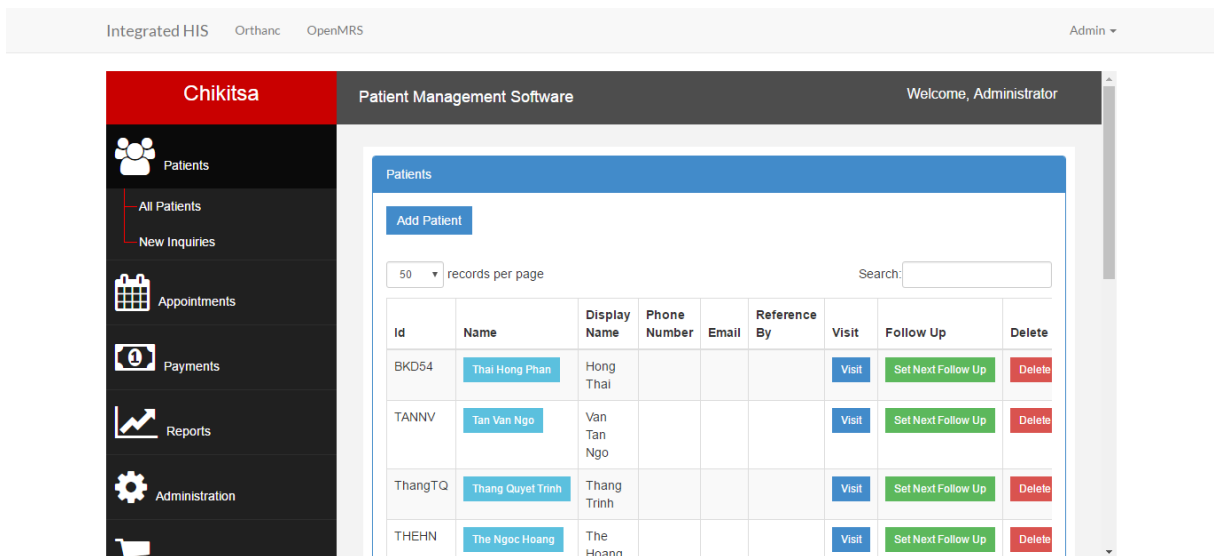 Integrated HIS Orthanc OpenMRS Admin
Chikitsa Patient Management Software Welcome, Administrator
Patients
All Patients
New Inquiries
Appointments
Payments
Reports
Administration
Patients
Add Patient
50 records per page Search:
Id Name Display Name Phone Number Email Reference By Visit Follow Up Delete
BKD54 Thai Hong Phan Hong Thai Visit Set Next Follow Up Delete
TANNV Tan Van Ngo Van Tan Ngo Visit Set Next Follow Up Delete
ThangTQ Thang Quyet Trinh Thang Trinh Visit Set Next Follow Up Delete
THEHN The Ngoc Hoang The Hoang Visit Set Next Follow Up Delete